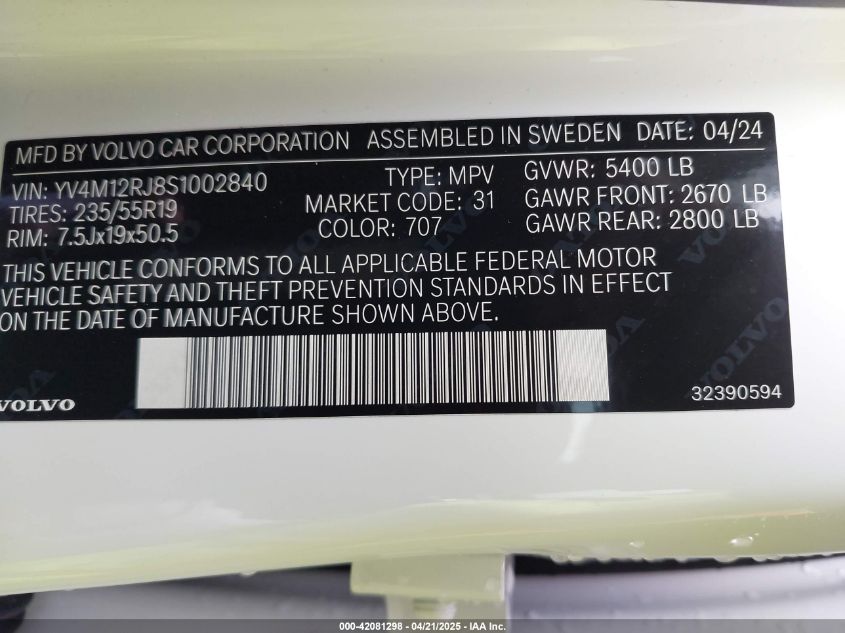 MFD BY VOLVO CAR CORPORATION ASSEMBLED IN SWEDEN DATE: 04/24
VIN: YV4M12RJ8S1002840 TYPE: MPV GVWR: 5400 LB
TIRES: 235/55R19 MARKET CODE: 31 GAWR FRONT: 2670 LB
RIM: 7.5Jx19x50.5 COLOR: 707 GAWR REAR: 2800 LB
THIS VEHICLE CONFORMS TO ALL APPLICABLE FEDERAL MOTOR
VEHICLE SAFETY AND THEFT PREVENTION STANDARDS IN EFFECT
ON THE DATE OF MANUFACTURE SHOWN ABOVE.
VOLVO 32390594
000-42081298 - 04/21/2025 - IAA Inc.